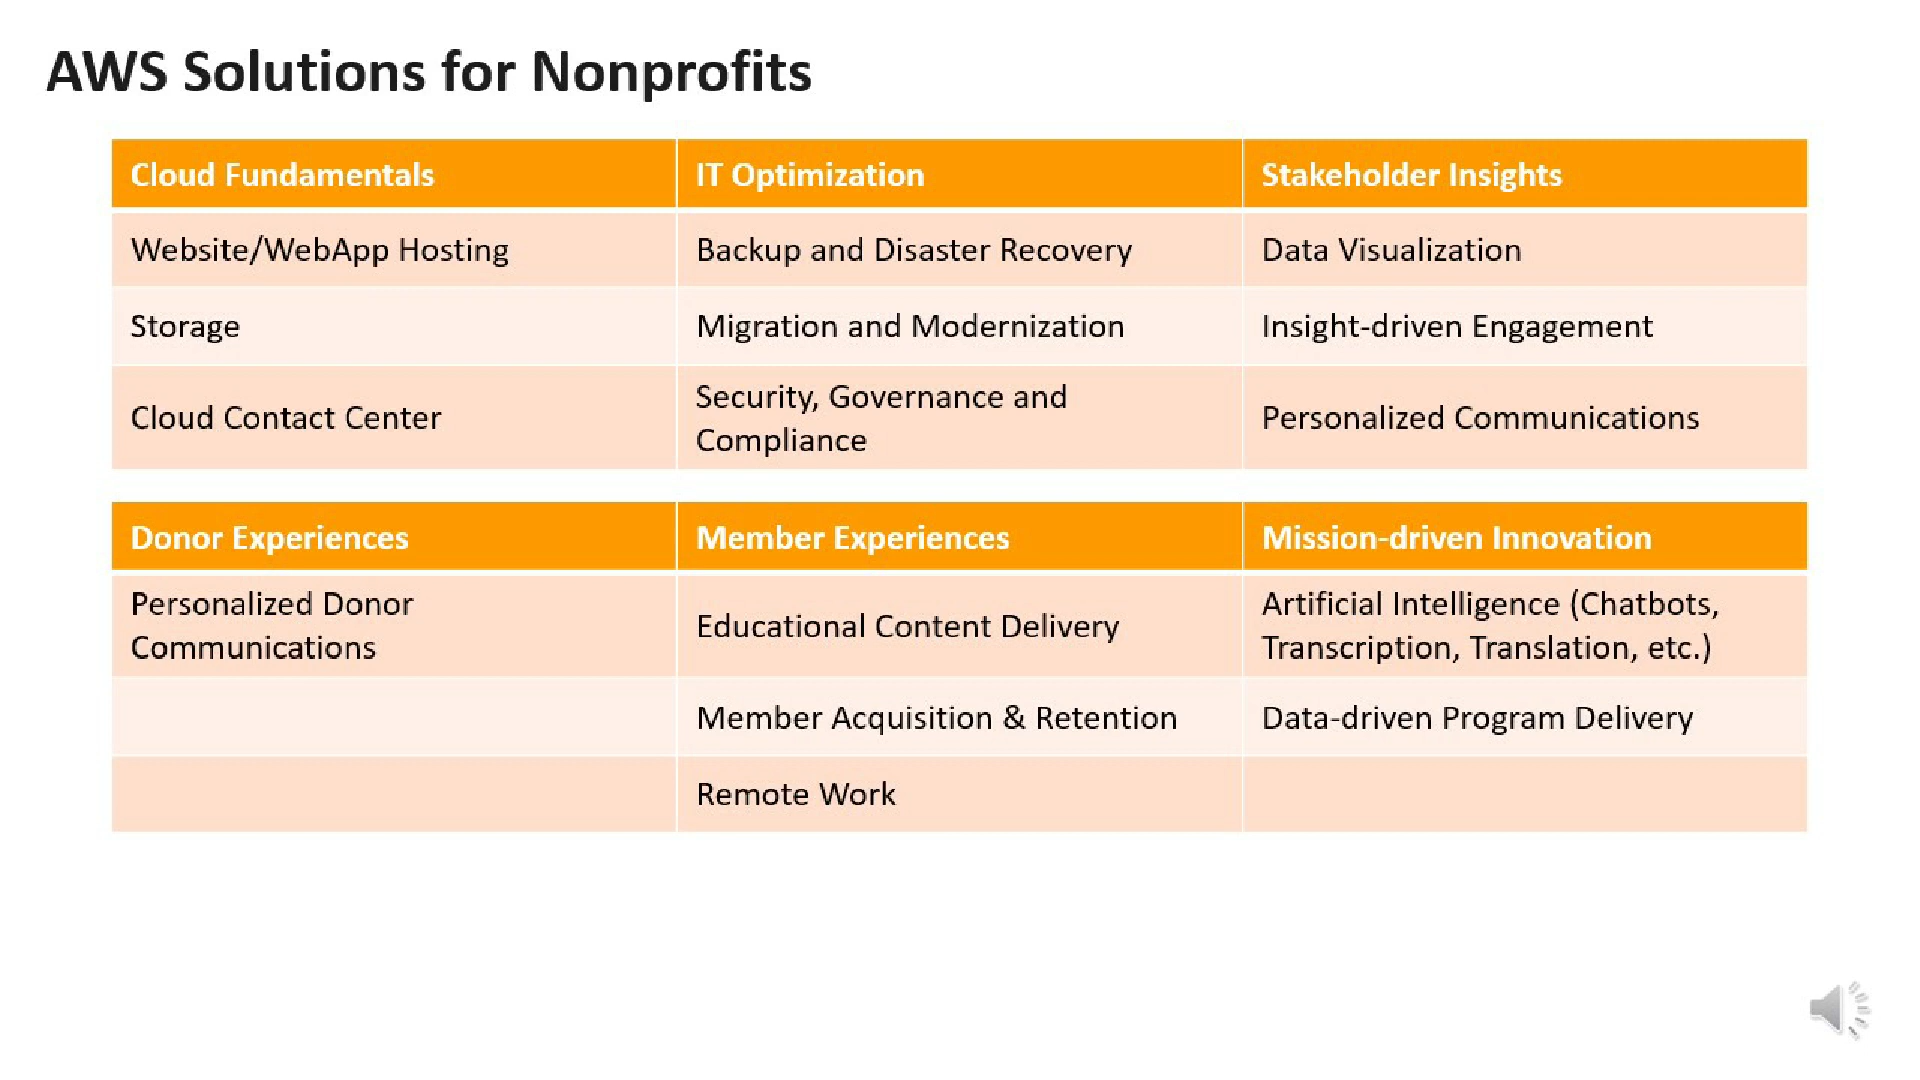 AWS Solutions for Nonprofits
Cloud Fundamentals
IT Optimization
Stakeholder Insights
Website/WebApp Hosting
Backup and Disaster Recovery
Data Visualization
Storage
Migration and Modernization
Insight-driven Engagement
Cloud Contact Center
Security, Governance and
Compliance
Personalized Communications
Donor Experiences
Member Experiences
Mission-driven Innovation
Personalized Donor
Communications
Educational Content Delivery
Artificial Intelligence (Chatbots,
Transcription, Translation, etc.)
Member Acquisition & Retention
Data-driven Program Delivery
Remote Work